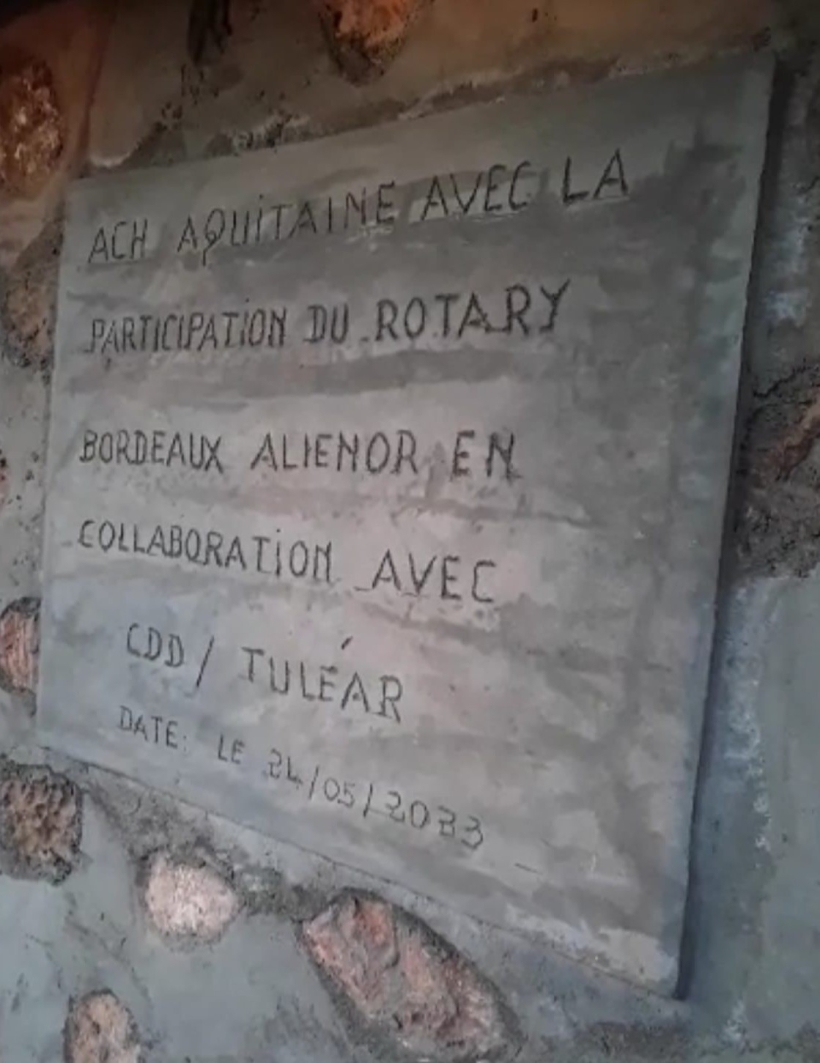 ACH AQUiTAINE AVEC LA
PARTICIPATiON DU ROTARY
BORDEAUX ALIENOR EN
COLLABORATiON AVEC
CDD / TULÉAR
DATE: LE 24/05/2023